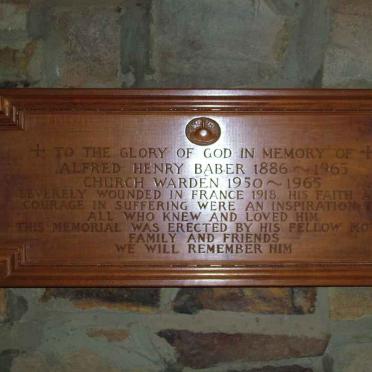 + TO THE GLORY OF GOD IN MEMORY OF +
ALFRED HENRY BABER 1886~1965
CHURCH WARDEN 1950~1965
SEVERELY WOUNDED IN FRANCE 1918. HIS FAITH
COURAGE IN SUFFERING WERE AN INSPIRATION
ALL WHO KNEW AND LOVED HIM
THIS MEMORIAL WAS ERECTED BY HIS FELLOW
FAMILY AND FRIENDS
WE WILL REMEMBER HIM